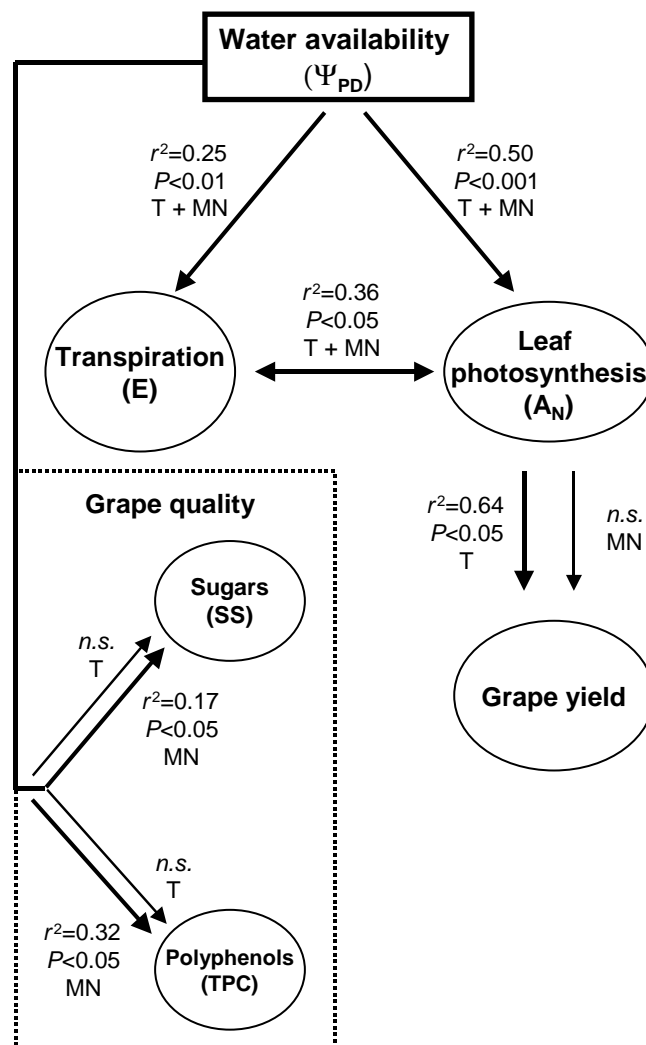 Water availability
(ΨPD)
r²=0.25
P<0.01
T + MN
r²=0.50
P<0.001
T + MN
r²=0.36
P<0.05
T + MN
Transpiration
(E)
Leaf
photosynthesis
(AN)
r²=0.64
P<0.05
T
n.s.
MN
Grape yield
Grape quality
Sugars
(SS)
n.s.
T
r²=0.17
P<0.05
MN
n.s.
T
r²=0.32
P<0.05
MN
Polyphenols
(TPC)